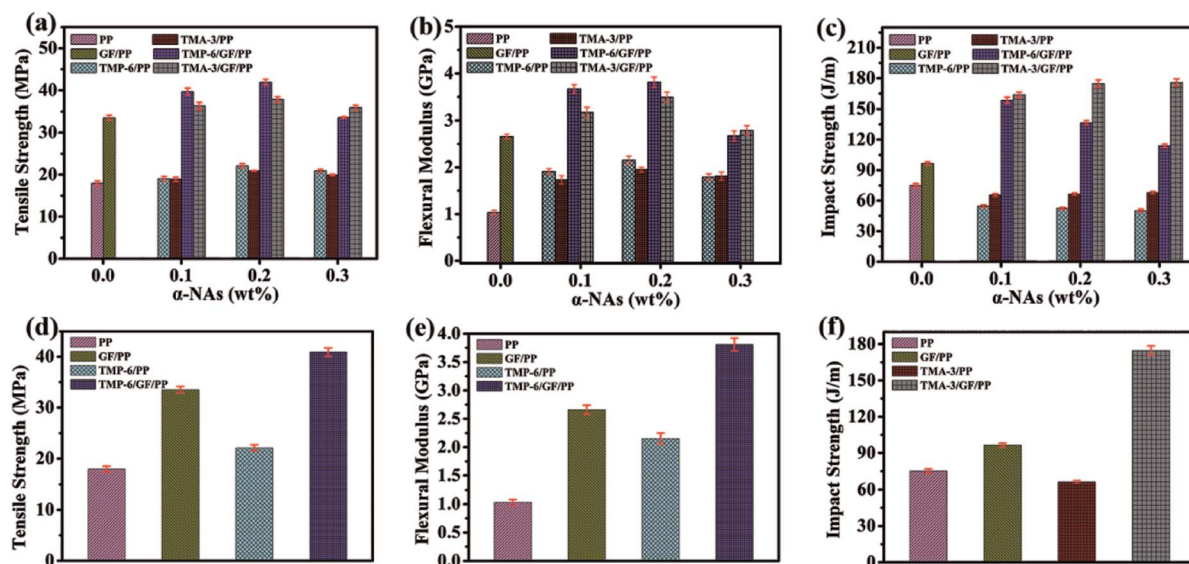 (a)
PP
GF/PP
TMP-6/PP
TMA-3/PP
TMP-6/GF/PP
TMA-3/GF/PP
Tensile Strength (MPa)
50
40
30
20
10
0
0.0 0.1 0.2 0.3
α-NAs (wt%)
(b)
PP
GF/PP
TMP-6/PP
TMA-3/PP
TMP-6/GF/PP
TMA-3/GF/PP
Flexural Modulus (GPa)
5
4
3
2
1
0
0.0 0.1 0.2 0.3
α-NAs (wt%)
(c)
PP
GF/PP
TMP-6/PP
TMA-3/PP
TMP-6/GF/PP
TMA-3/GF/PP
Impact Strength (J/m)
210
180
150
120
90
60
30
0
0.0 0.1 0.2 0.3
α-NAs (wt%)
(d)
PP
GF/PP
TMP-6/PP
TMP-6/GF/PP
Tensile Strength (MPa)
40
30
20
10
0
(e)
PP
GF/PP
TMP-6/PP
TMP-6/GF/PP
Flexural Modulus (GPa)
4.0
3.5
3.0
2.5
2.0
1.5
1.0
0.5
0.0
(f)
PP
GF/PP
TMA-3/PP
TMA-3/GF/PP
Impact Strength (J/m)
180
150
120
90
60
30
0